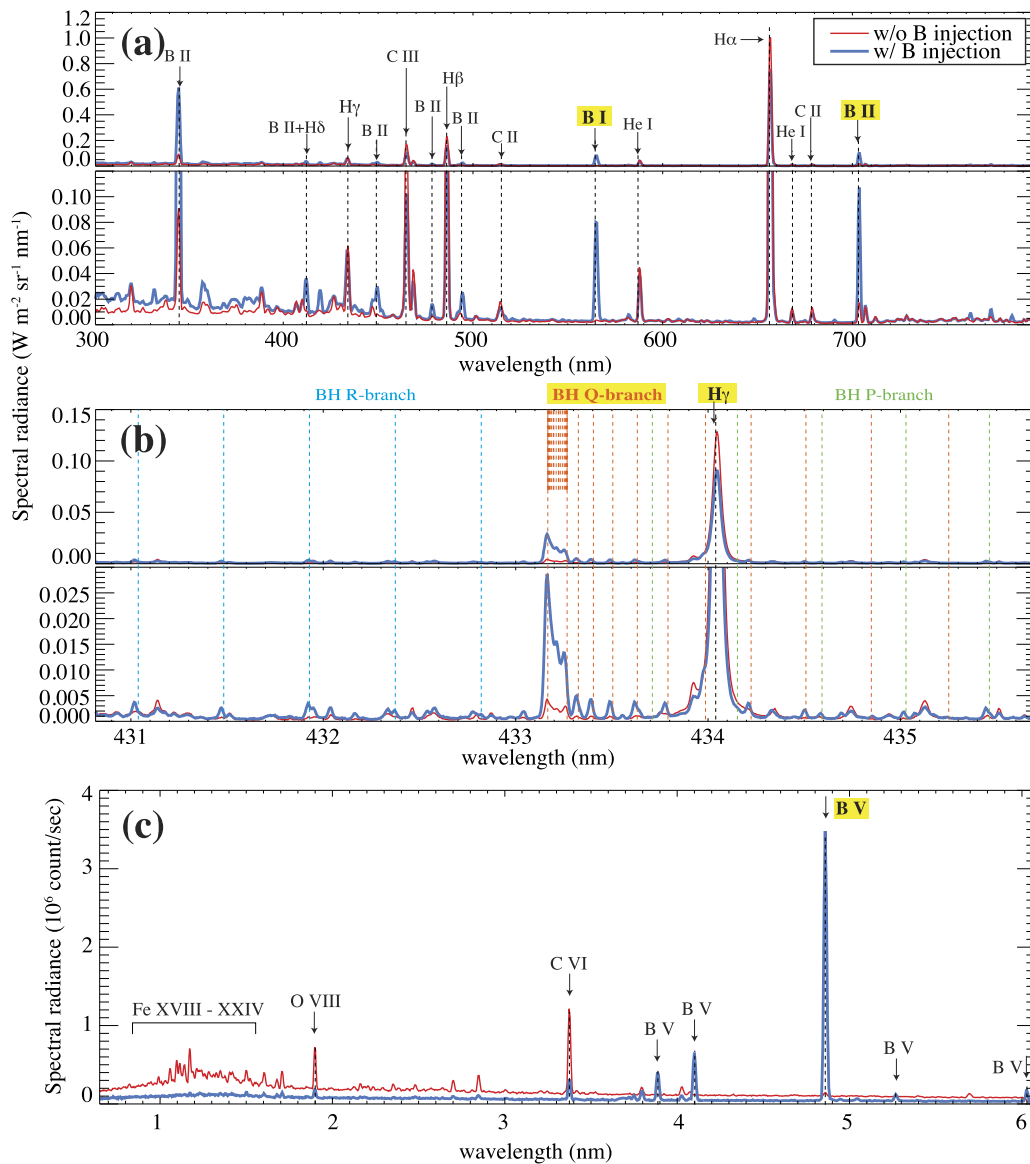 (a)
w/o B injection
w/ B injection
B II
B II+Hδ
Hγ
B II
C III
B II
Hβ
B II
C II
B I
He I
Hα
He I
C II
B II
1.2
1.0
0.8
0.6
0.4
0.2
0.0
0.10
0.08
0.06
0.04
0.02
0.00
300 400 500 600 700
wavelength (nm)
Spectral radiance (W m⁻² sr⁻¹ nm⁻¹)
BH R-branch BH Q-branch Hγ BH P-branch
(b)
0.15
0.10
0.05
0.00
0.025
0.020
0.015
0.010
0.005
0.000
431 432 433 434 435
wavelength (nm)
(c)
Spectral radiance (10⁶ count/sec)
4
3
2
1
0
Fe XVIII - XXIV
O VIII
C VI
B V
B V
B V
B V
B V
1 2 3 4 5 6
wavelength (nm)